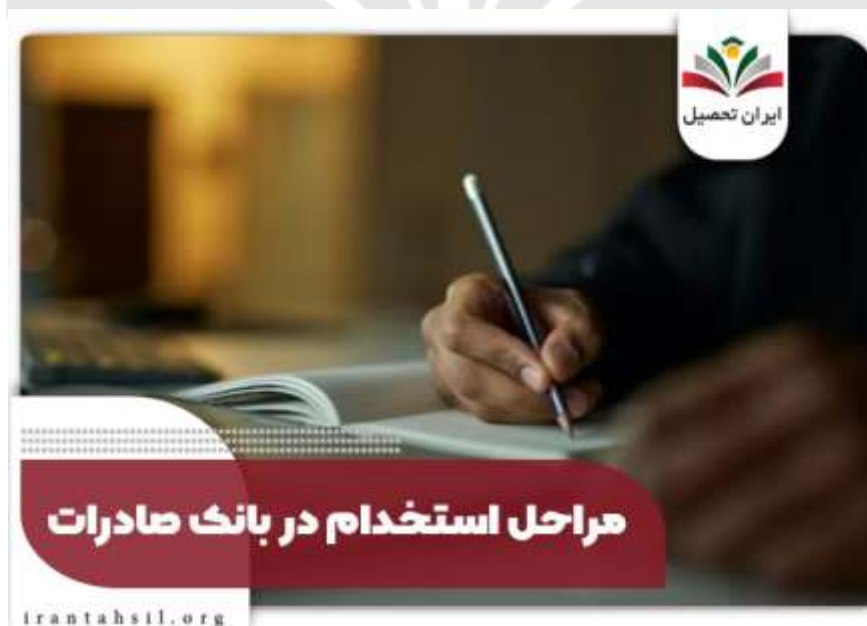 ایران تحصیل
مراحل استخدام در بانک صادرات
irantahsil.org